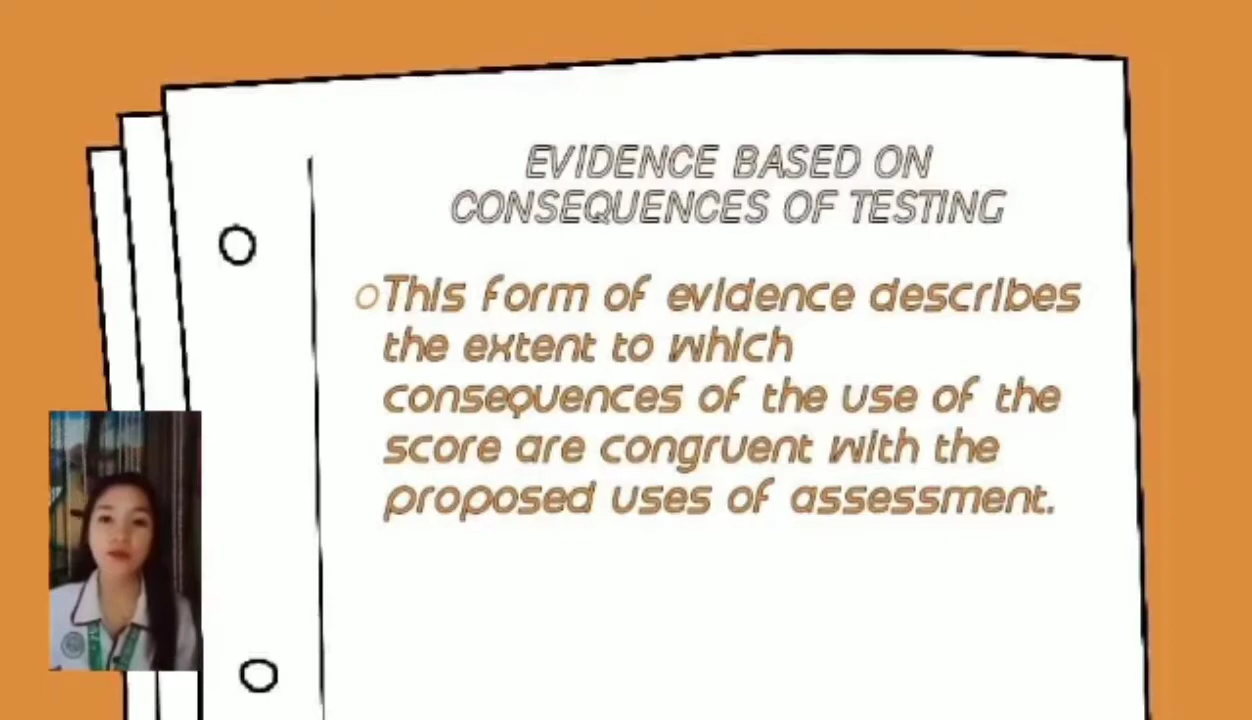 EVIDENCE BASED ON
CONSEQUENCES OF TESTING
This form of evidence describes
the extent to which
consequences of the use of the
score are congruent with the
proposed uses of assessment.